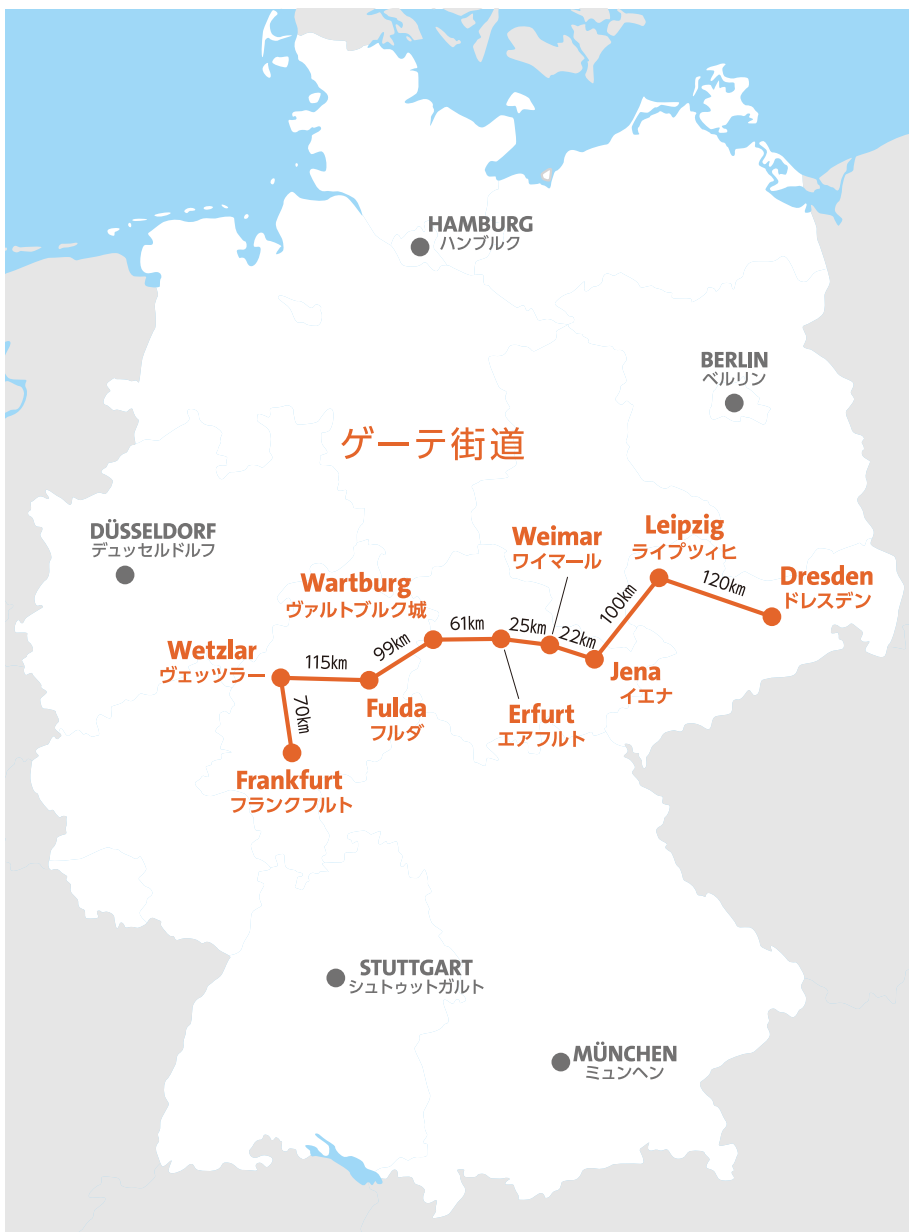 HAMBURG
ハンブルク
BERLIN
ベルリン
ゲーテ街道
DÜSSELDORF
デュッセルドルフ
Weimar
ワイマール
Leipzig
ライプツィヒ
Dresden
ドレスデン
Wartburg
ヴァルトブルク城
Wetzlar
ヴェッツラー
115km
99km
61km
25km
22km
100km
120km
70km
Fulda
フルダ
Erfurt
エアフルト
Jena
イエナ
Frankfurt
フランクフルト
STUTTGART
シュトゥットガルト
MÜNCHEN
ミュンヘン